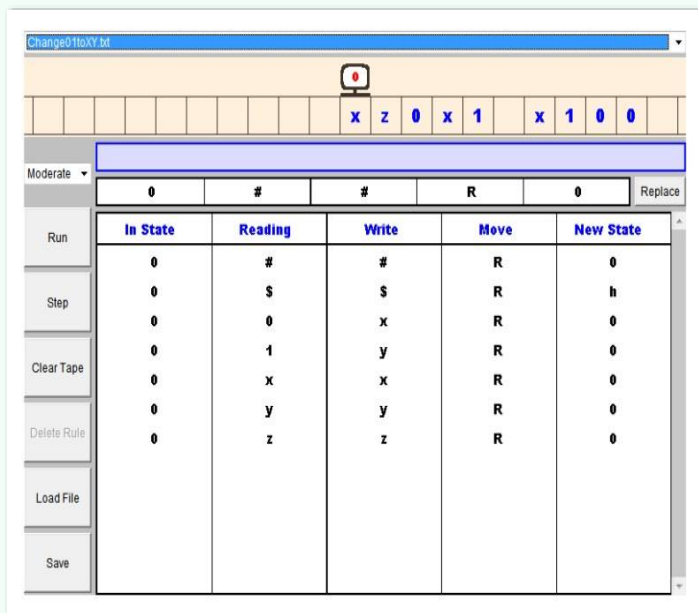 Change01toXY.txt
0
x z 0 x 1 x 1 0 0
Moderate
0 # # R 0 Replace
Run
In State Reading Write Move New State
0 # # R 0
0 $ $ R h
Step
0 0 x R 0
0 1 y R 0
Clear Tape
0 x x R 0
0 y y R 0
Delete Rule
0 z z R 0
Load File
Save